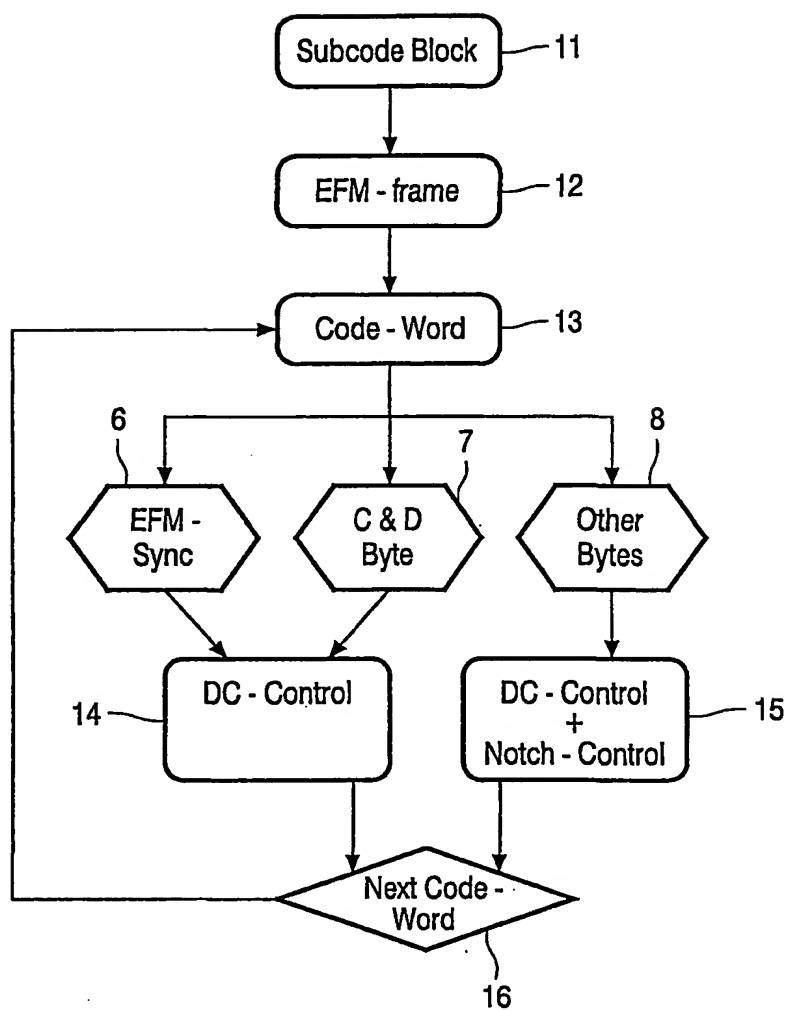 Subcode Block
11
EFM - frame
12
Code - Word
13
6
7
8
EFM -
Sync
C & D
Byte
Other
Bytes
14
DC - Control
DC - Control
+
Notch - Control
15
Next Code -
Word
16